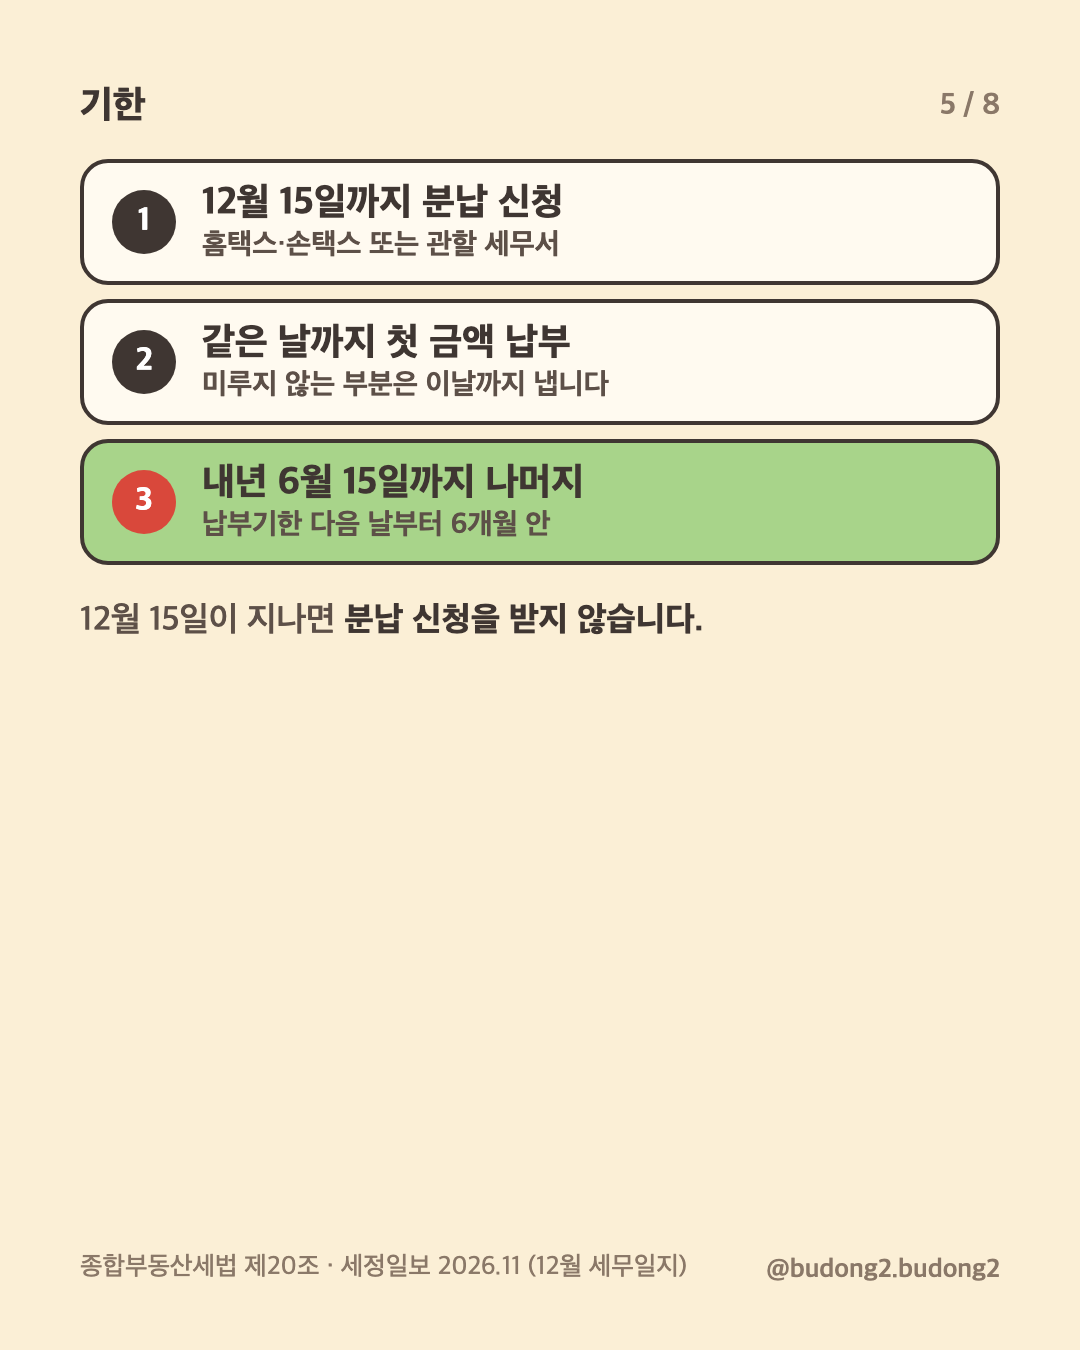 기한
5 / 8
1
12월 15일까지 분납 신청
홈택스·손택스 또는 관할 세무서
2
같은 날까지 첫 금액 납부
미루지 않는 부분은 이날까지 냅니다
3
내년 6월 15일까지 나머지
납부기한 다음 날부터 6개월 안
12월 15일이 지나면 분납 신청을 받지 않습니다.
종합부동산세법 제20조 · 세정일보 2026.11 (12월 세무일지)
@budong2.budong2